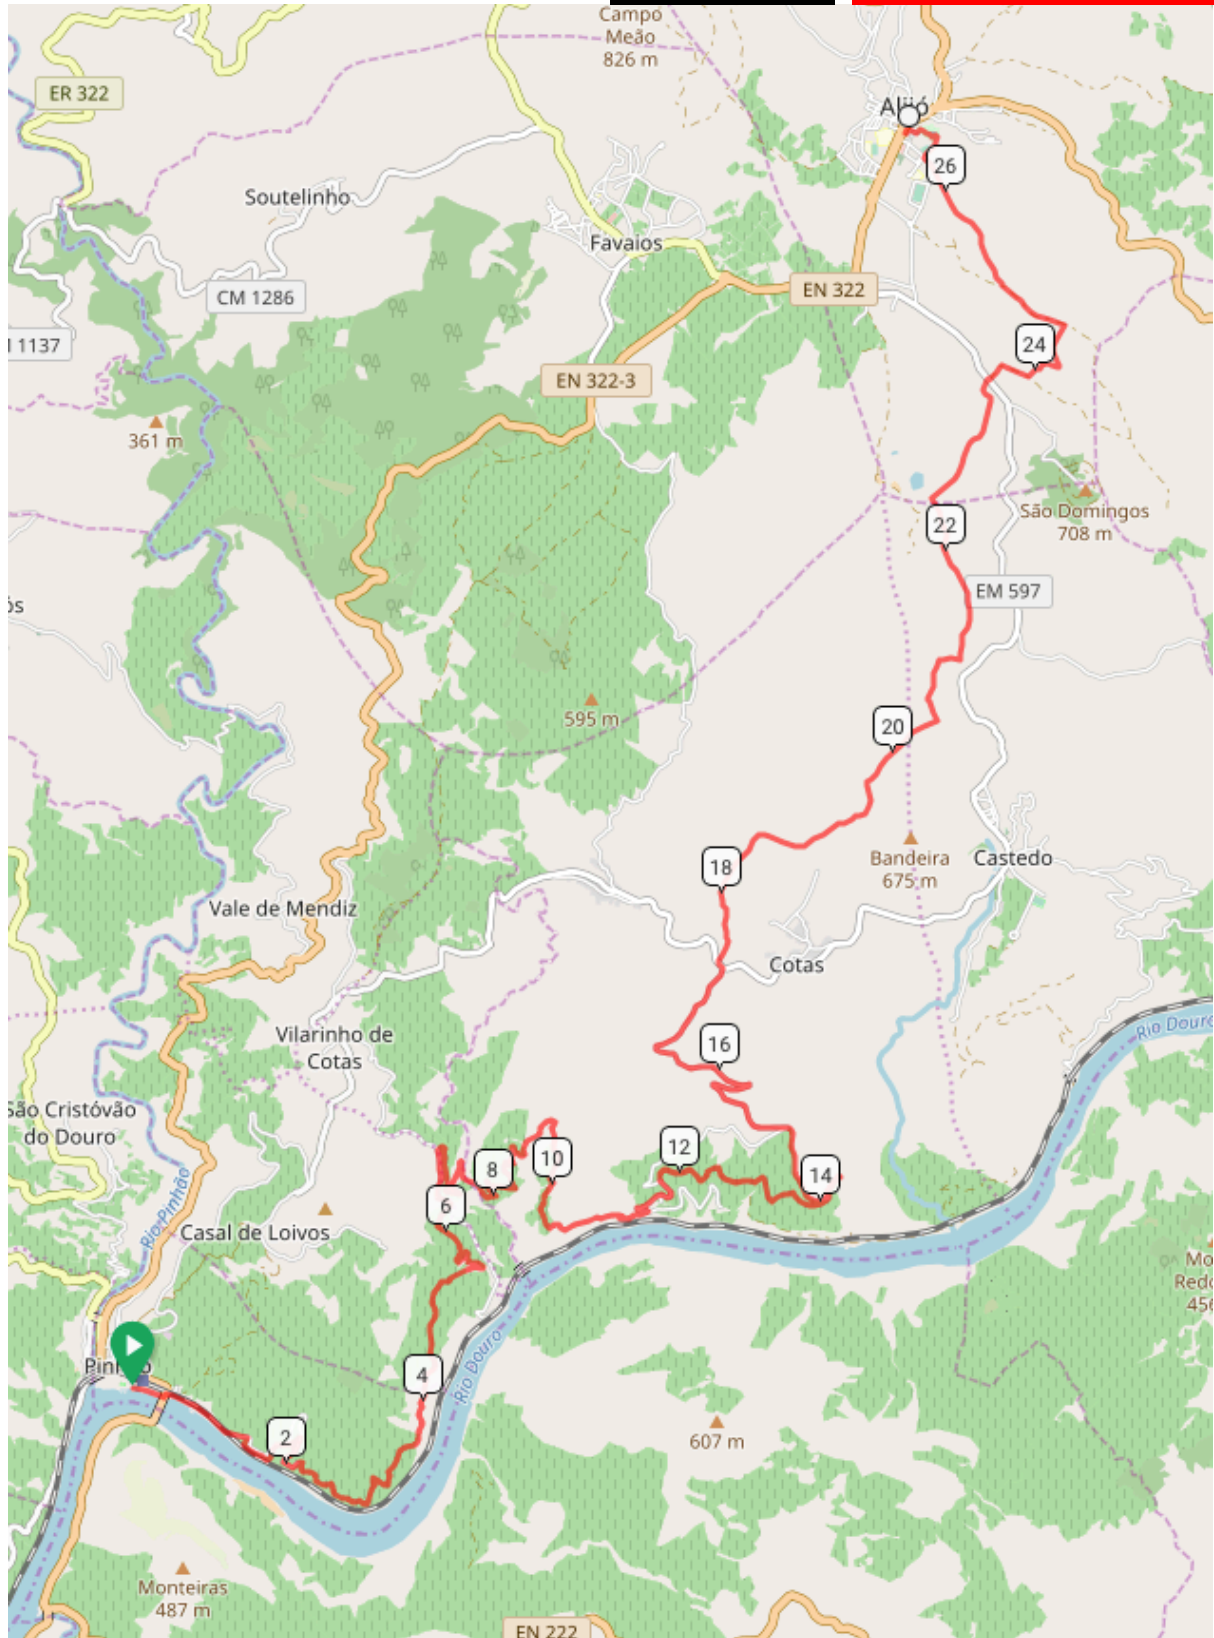 Campo
Meão
826 m
ER 322
Alijó
26
Soutelinho
Favaios
CM 1286
EN 322
1137
24
EN 322-3
361 m
São Domingos
708 m
22
EM 597
595 m
20
18
Bandeira
675 m
Castedo
Vale de Mendiz
Cotas
Vilarinho de
Cotas
16
Rio Douro
São Cristóvão
do Douro
12
10
8
14
6
Rio Pinhão
Casal de Loivos
Rio Douro
4
2
607 m
Monteiras
487 m
EN 222